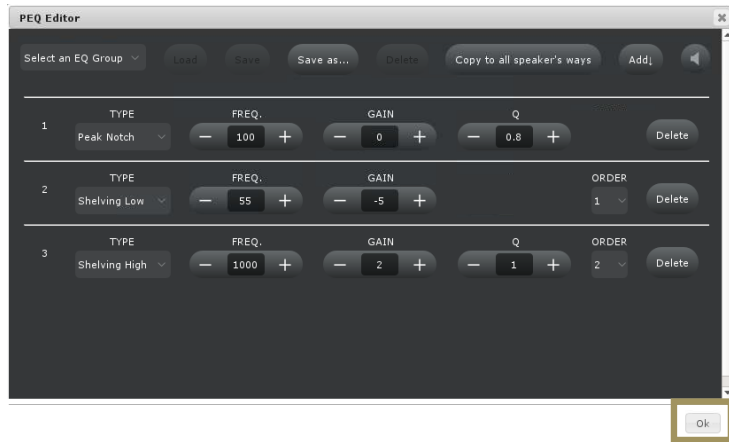 PEQ Editor
Select an EQ Group Load Save Save as... Delete Copy to all speaker's ways Add↓
TYPE FREQ. GAIN Q
1 Peak Notch — 100 + — 0 + — 0.8 + Delete
TYPE FREQ. GAIN ORDER
2 Shelving Low — 55 + — -5 + 1 Delete
TYPE FREQ. GAIN Q ORDER
3 Shelving High — 1000 + — 2 + — 1 + 2 Delete
Ok